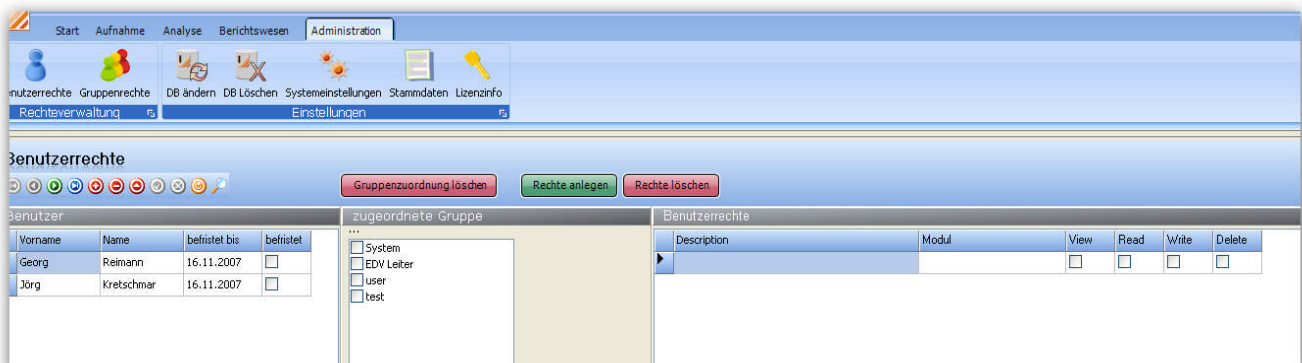 Start Aufnahme Analyse Berichtswesen Administration
nutzerrechte Gruppenrechte DB ändern DB Löschen Systemeinstellungen Stammdaten Lizenzinfo
Rechteverwaltung Einstellungen
Benutzerrechte
Gruppenzuordnung löschen Rechte anlegen Rechte löschen
Benutzer zugeordnete Gruppe Benutzerrechte
Vorname Name befristet bis befristet ... Description Modul View Read Write Delete
Georg Reimann 16.11.2007
Jörg Kretschmar 16.11.2007
System
EDV Leiter
user
test